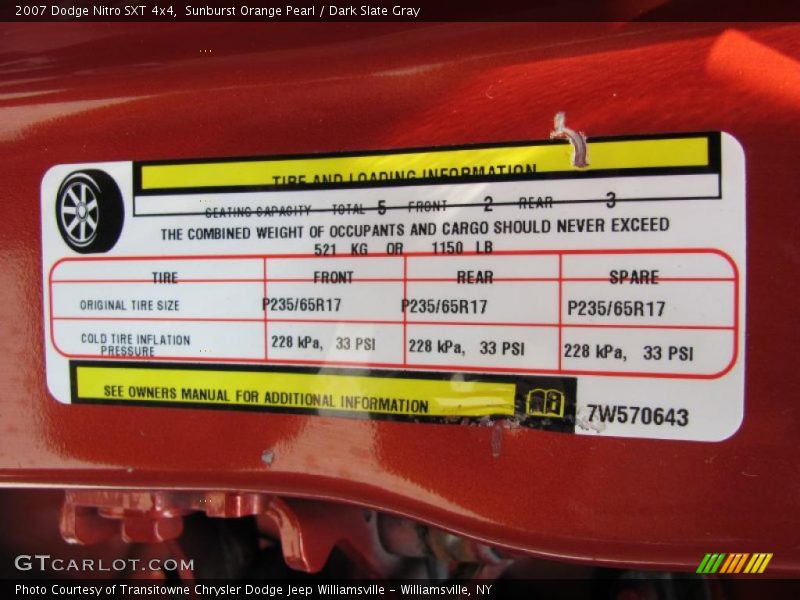 2007 Dodge Nitro SXT 4x4, Sunburst Orange Pearl / Dark Slate Gray
TIRE AND LOADING INFORMATION
SEATING CAPACITY TOTAL 5 FRONT 2 REAR 3
THE COMBINED WEIGHT OF OCCUPANTS AND CARGO SHOULD NEVER EXCEED
521 KG OR 1150 LB
TIRE FRONT REAR SPARE
ORIGINAL TIRE SIZE P235/65R17 P235/65R17 P235/65R17
COLD TIRE INFLATION
PRESSURE 228 kPa, 33 PSI 228 kPa, 33 PSI 228 kPa, 33 PSI
SEE OWNERS MANUAL FOR ADDITIONAL INFORMATION
7W570643
GTCARLOT.COM
Photo Courtesy of Transitowne Chrysler Dodge Jeep Williamsville - Williamsville, NY